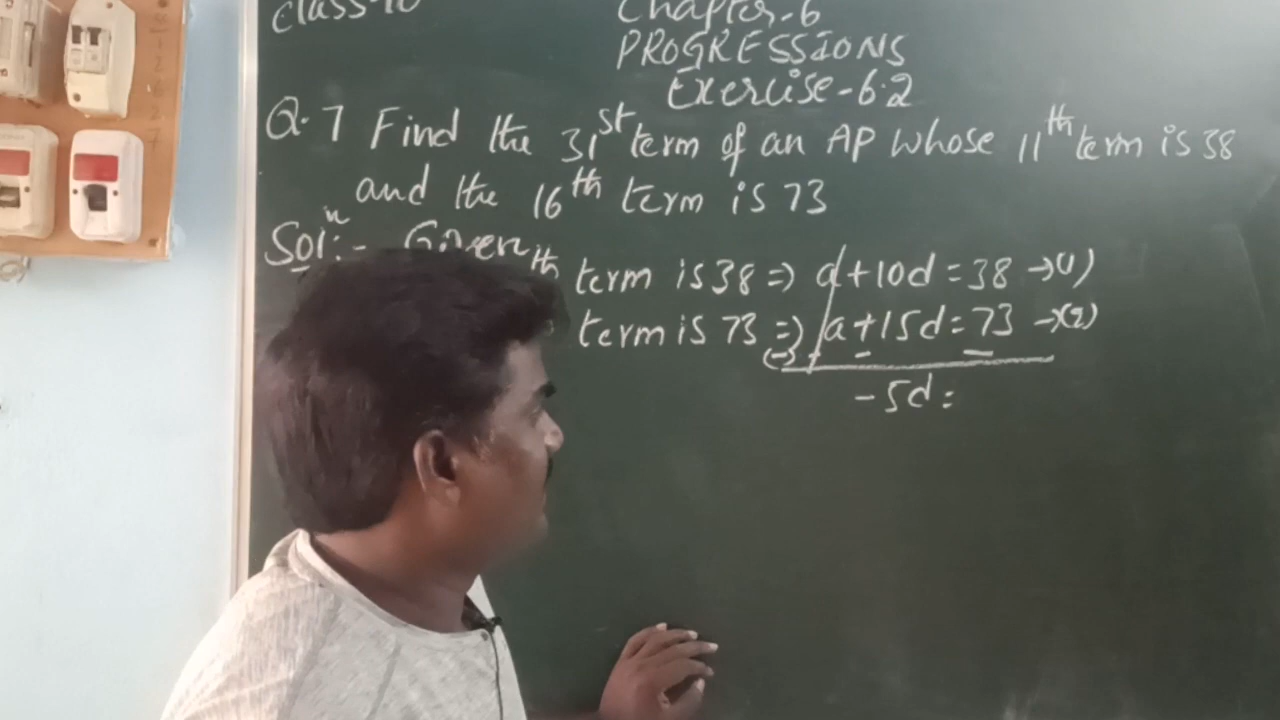 Class-10
Chapter-6
PROGRESSIONS
Exercise-6.2
Q.7 Find the 31st term of an AP whose 11th term is 38
and the 16th term is 73
Soln:- Given
th term is 38 => a+10d=38 →(1)
term is 73 => a+15d=73 →(2)
(-) - - -
-5d=